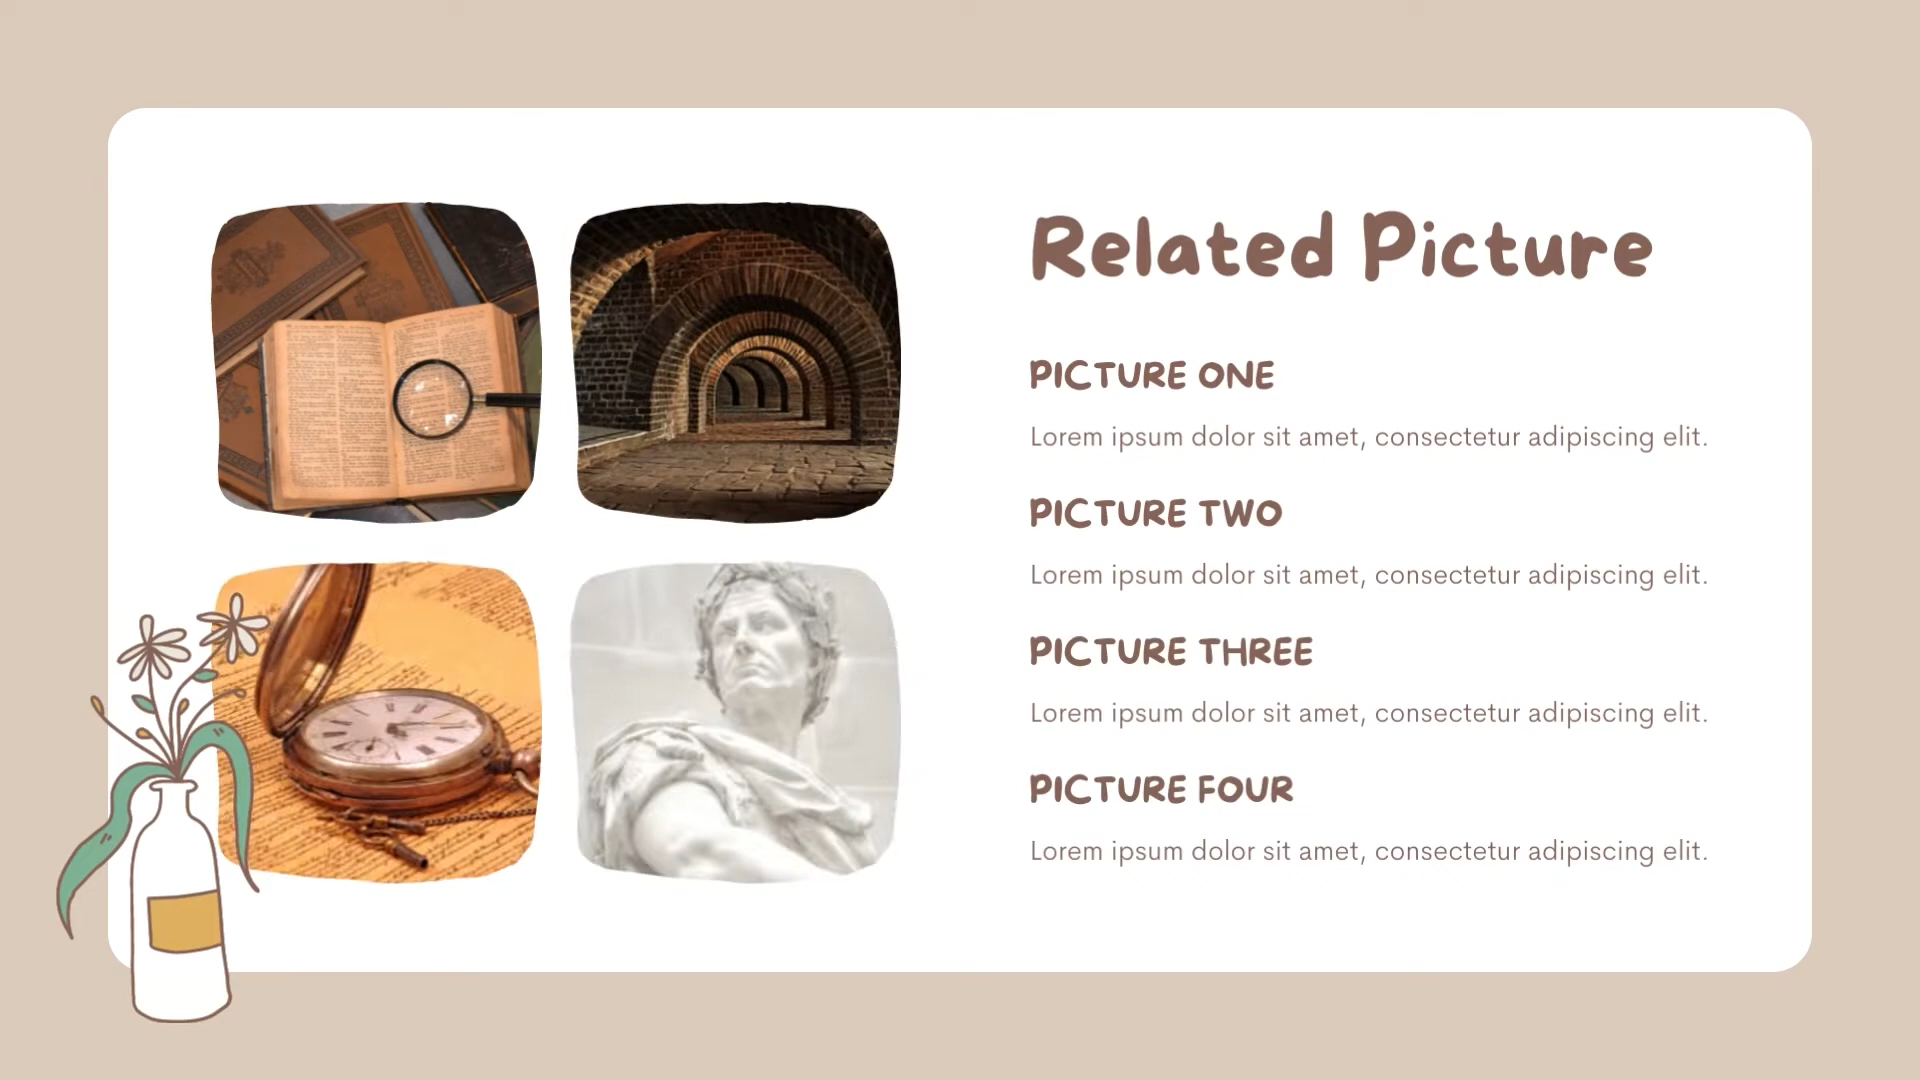 Related Picture
PICTURE ONE
Lorem ipsum dolor sit amet, consectetur adipiscing elit.
PICTURE TWO
Lorem ipsum dolor sit amet, consectetur adipiscing elit.
PICTURE THREE
Lorem ipsum dolor sit amet, consectetur adipiscing elit.
PICTURE FOUR
Lorem ipsum dolor sit amet, consectetur adipiscing elit.